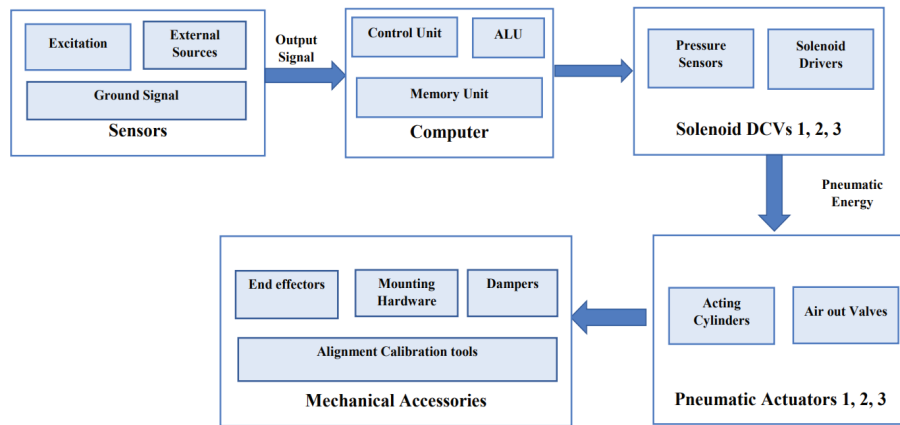 Excitation
External
Sources
Ground Signal
Sensors
Output
Signal
Control Unit
ALU
Memory Unit
Computer
Pressure
Sensors
Solenoid
Drivers
Solenoid DCVs 1, 2, 3
Pneumatic
Energy
End effectors
Mounting
Hardware
Dampers
Alignment Calibration tools
Mechanical Accessories
Acting
Cylinders
Air out Valves
Pneumatic Actuators 1, 2, 3